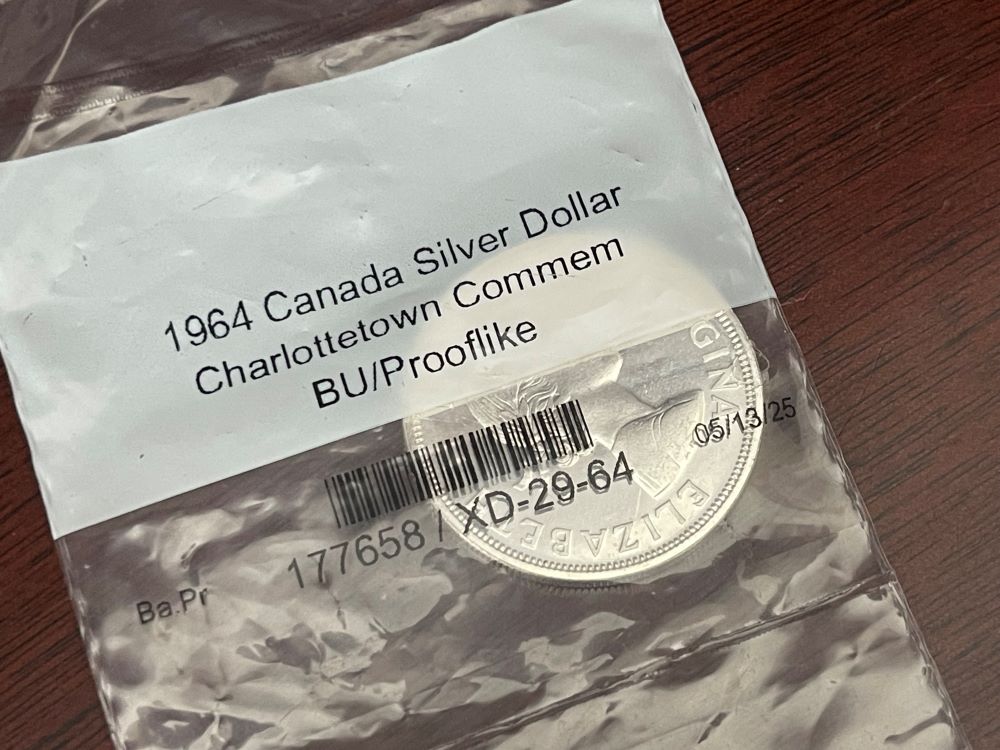 1964 Canada Silver Dollar
Charlottetown Commem
BU/Prooflike
05/13/25
177658 / XD-29-64
Ba.Pr
GINA
ELIZABE